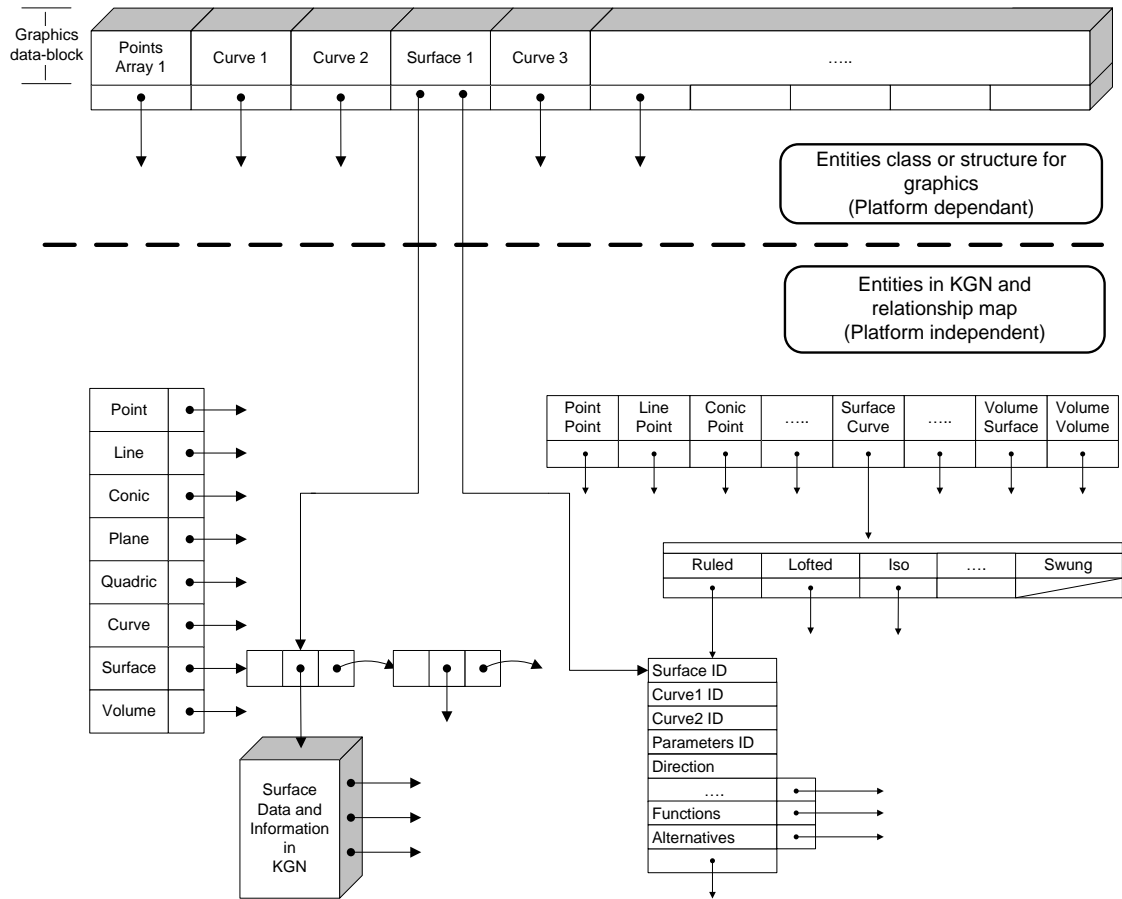 Graphics
data-block
Points
Array 1
Curve 1
Curve 2
Surface 1
Curve 3
.....
Entities class or structure for
graphics
(Platform dependant)
Entities in KGN and
relationship map
(Platform independent)
Point
Line
Conic
Plane
Quadric
Curve
Surface
Volume
Point
Point
Line
Point
Conic
Point
.....
Surface
Curve
.....
Volume
Surface
Volume
Volume
Ruled
Lofted
Iso
....
Swung
Surface ID
Curve1 ID
Curve2 ID
Parameters ID
Direction
....
Functions
Alternatives
Surface
Data and
Information
in
KGN